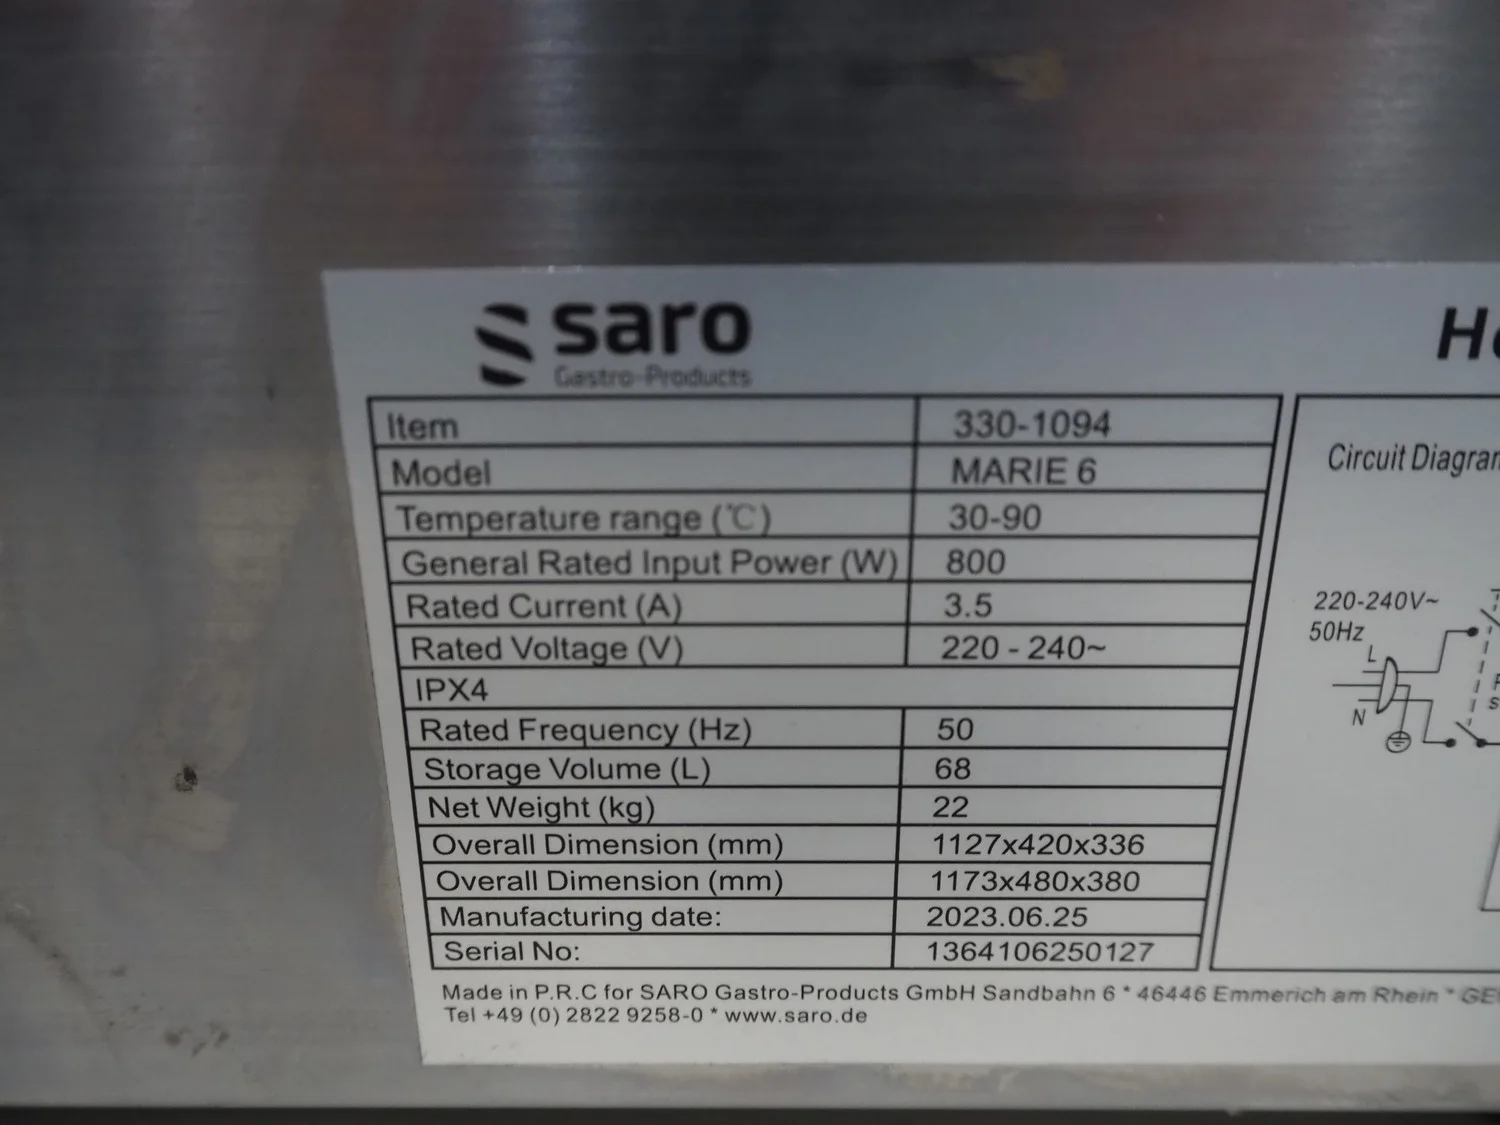 saro
Gastro-Products
Item 330-1094
Model MARIE 6
Temperature range (℃) 30-90
General Rated Input Power (W) 800
Rated Current (A) 3.5
Rated Voltage (V) 220 - 240~
IPX4
Rated Frequency (Hz) 50
Storage Volume (L) 68
Net Weight (kg) 22
Overall Dimension (mm) 1127x420x336
Overall Dimension (mm) 1173x480x380
Manufacturing date: 2023.06.25
Serial No: 1364106250127
Made in P.R.C for SARO Gastro-Products GmbH Sandbahn 6 * 46446 Emmerich am Rhein *
Tel +49 (0) 2822 9258-0 * www.saro.de
Circuit Diagram
220-240V~
50Hz
L
N